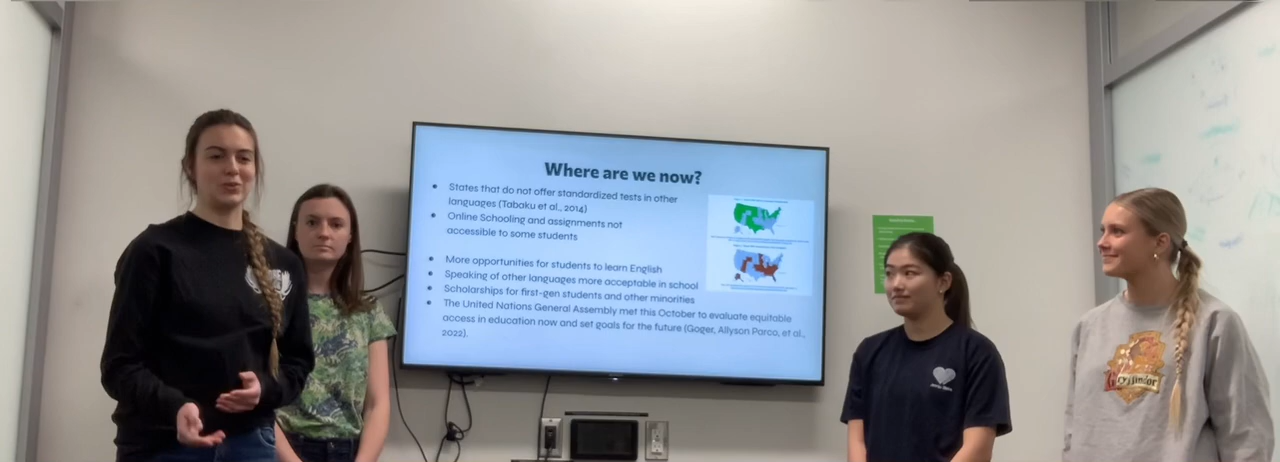 Where are we now?
States that do not offer standardized tests in other
languages (Tabaku et al., 2014)
Online Schooling and assignments not
accessible to some students
More opportunities for students to learn English
Speaking of other languages more acceptable in school
Scholarships for first-gen students and other minorities
The United Nations General Assembly met this October to evaluate equitable
access in education now and set goals for the future (Goger, Allyson Parco, et al.,
2022).
Gryffindor